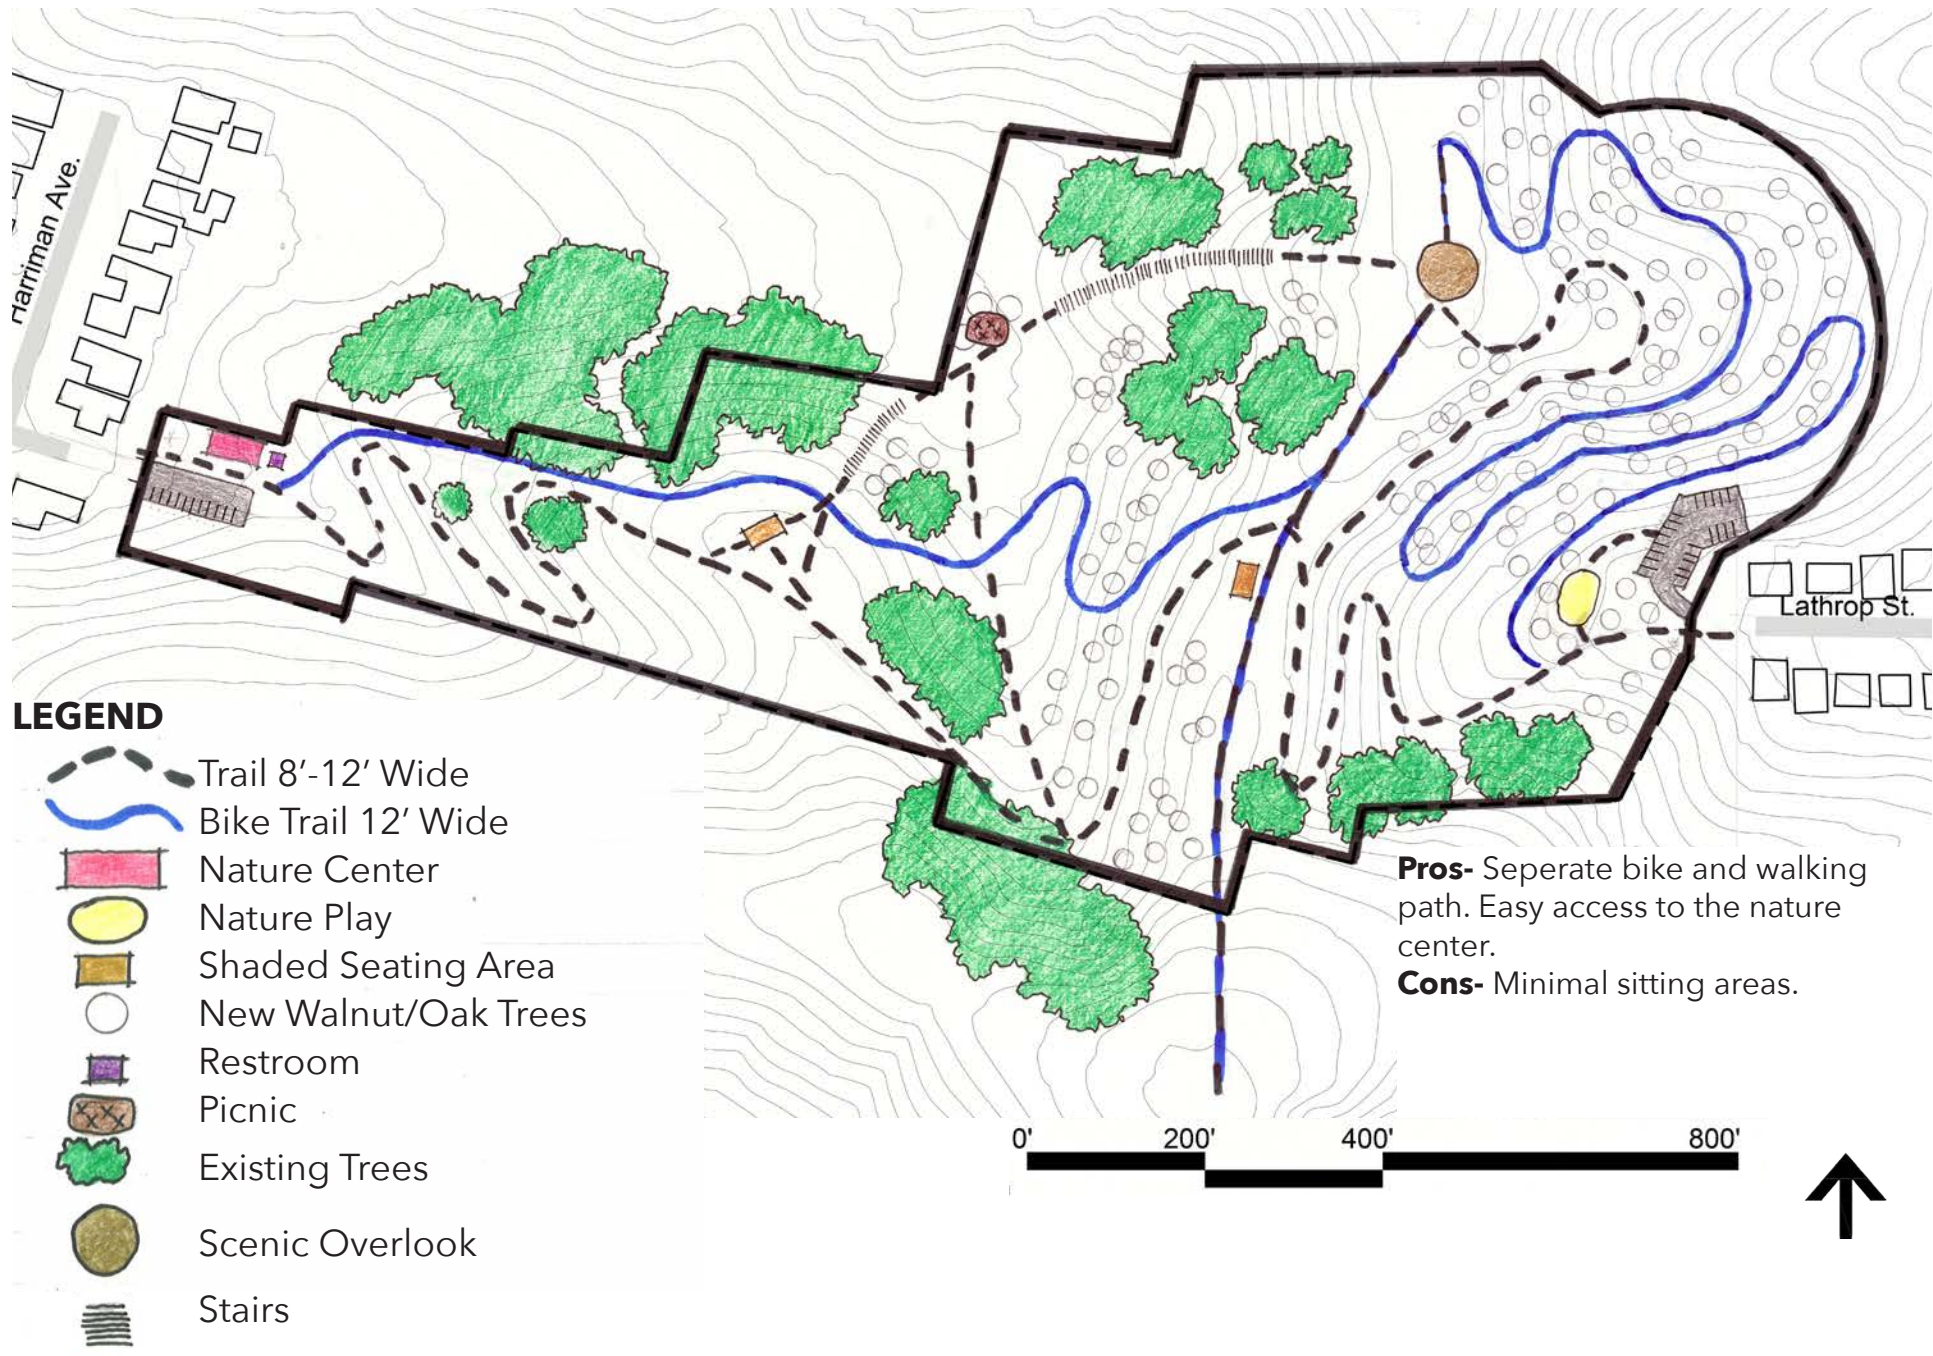 Harriman Ave.
Lathrop St.
LEGEND
Trail 8’-12’ Wide
Bike Trail 12’ Wide
Nature Center
Nature Play
Shaded Seating Area
New Walnut/Oak Trees
Restroom
Picnic
Existing Trees
Scenic Overlook
Stairs
Pros- Seperate bike and walking
path. Easy access to the nature
center.
Cons- Minimal sitting areas.
0' 200' 400' 800'